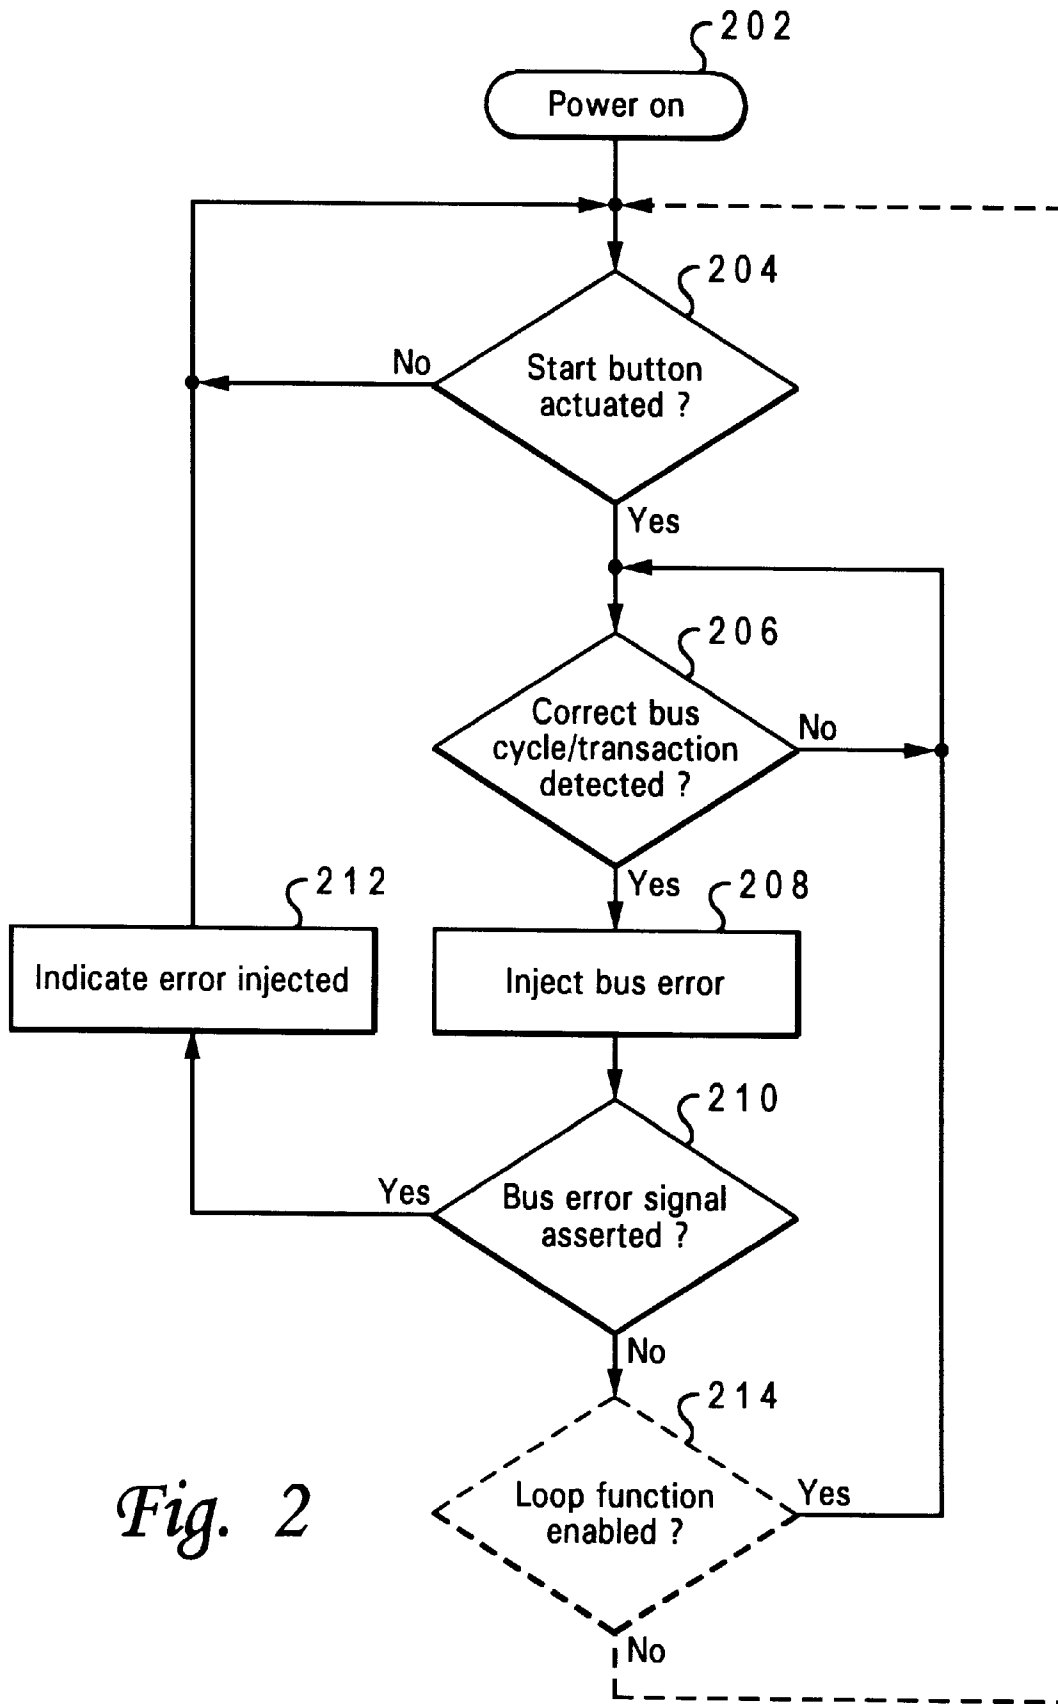 202
Power on
204
No
Start button
actuated ?
Yes
206
Correct bus
cycle/transaction
detected ?
No
Yes
212
208
Indicate error injected
Inject bus error
210
Yes
Bus error signal
asserted ?
No
214
Loop function
enabled ?
Yes
Fig. 2
No